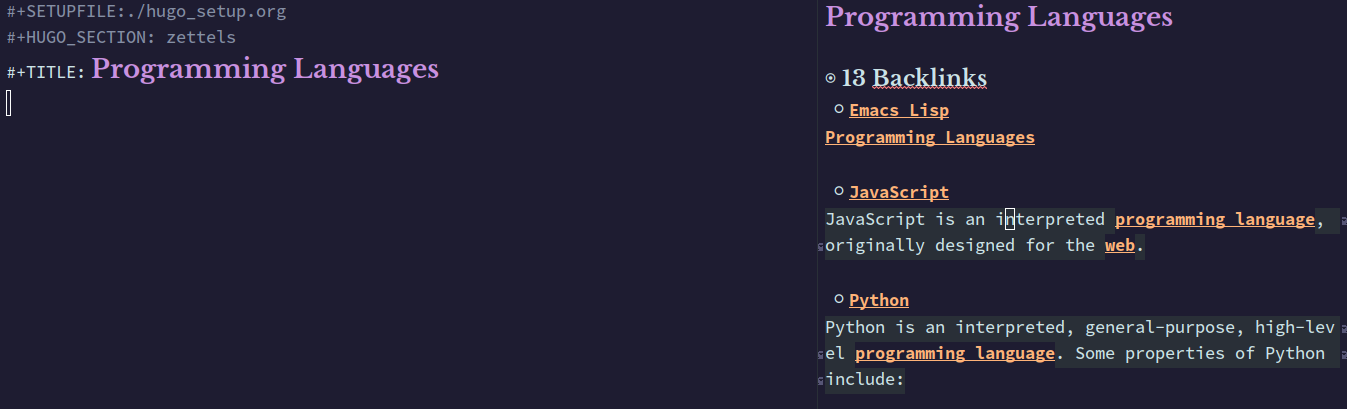 #+SETUPFILE:./hugo_setup.org
#+HUGO_SECTION: zettels
#+TITLE: Programming Languages
Programming Languages
13 Backlinks
Emacs Lisp
Programming Languages
JavaScript
JavaScript is an interpreted programming language,
originally designed for the web.
Python
Python is an interpreted, general-purpose, high-lev
el programming language. Some properties of Python
include: